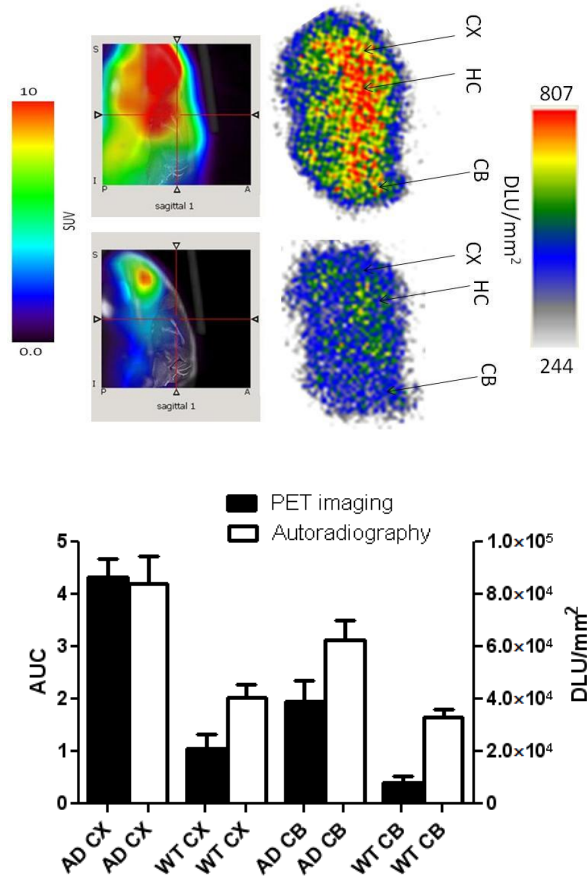 10
SUV
0.0
S
I
P
A
sagittal 1
S
I
P
A
sagittal 1
CX
HC
CB
CX
HC
CB
807
DLU/mm²
244
PET imaging
Autoradiography
AUC
5
4
3
2
1
0
1.0×10⁵
8.0×10⁴
6.0×10⁴
4.0×10⁴
2.0×10⁴
0
DLU/mm²
AD CX
AD CX
WT CX
WT CX
AD CB
AD CB
WT CB
WT CB